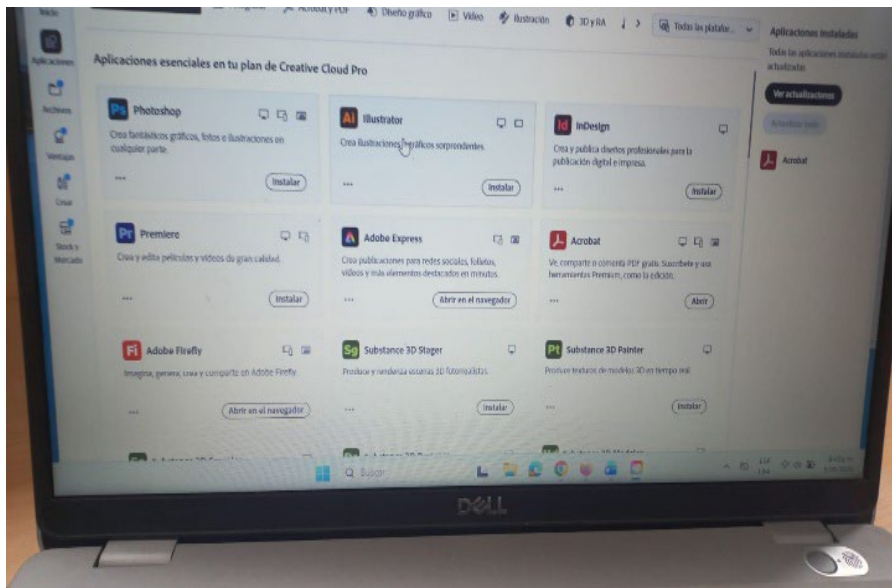 Inicio
Aplicaciones
Archivos
Ventajas
Crear
Stock y
Mercado
Acrobat y PDF
Diseño gráfico
Vídeo
Ilustración
3D y RA
Todas las platafor...
Aplicaciones esenciales en tu plan de Creative Cloud Pro
Ps Photoshop
Crea fantásticos gráficos, fotos e ilustraciones en
cualquier parte.
Instalar
Ai Illustrator
Crea ilustraciones gráficos sorprendentes.
Instalar
Id InDesign
Crea y publica diseños profesionales para la
publicación digital e impresa.
Instalar
Pr Premiere
Crea y edita películas y vídeos de gran calidad.
Instalar
Adobe Express
Crea publicaciones para redes sociales, folletos,
vídeos y más elementos destacados en minutos.
Abrir en el navegador
Acrobat
Ve, comparte o comenta PDF gratis. Suscríbete y usa
herramientas Premium, como la edición.
Abrir
Fi Adobe Firefly
Imagina, genera, crea y comparte en Adobe Firefly.
Abrir en el navegador
Sg Substance 3D Stager
Produce y renderiza escenas 3D fotorrealistas.
Instalar
Pt Substance 3D Painter
Produce texturas de modelos 3D en tiempo real.
Instalar
Aplicaciones instaladas
Todas las aplicaciones instaladas están
actualizadas.
Ver actualizaciones
Actualizar todo
Acrobat
Buscar
DELL